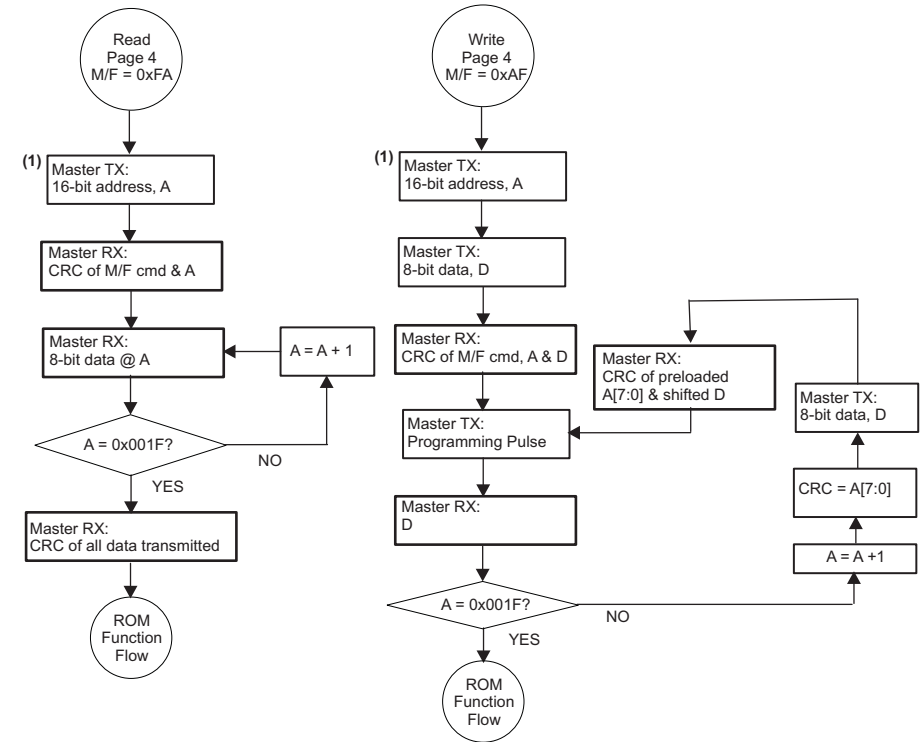 Read
Page 4
M/F = 0xFA
(1)
Master TX:
16-bit address, A
Master RX:
CRC of M/F cmd & A
Master RX:
8-bit data @ A
A = A + 1
A = 0x001F?
NO
YES
Master RX:
CRC of all data transmitted
ROM
Function
Flow
Write
Page 4
M/F = 0xAF
(1)
Master TX:
16-bit address, A
Master TX:
8-bit data, D
Master RX:
CRC of M/F cmd, A & D
Master TX:
Programming Pulse
Master RX:
D
A = 0x001F?
NO
YES
ROM
Function
Flow
Master RX:
CRC of preloaded
A[7:0] & shifted D
Master TX:
8-bit data, D
CRC = A[7:0]
A = A +1